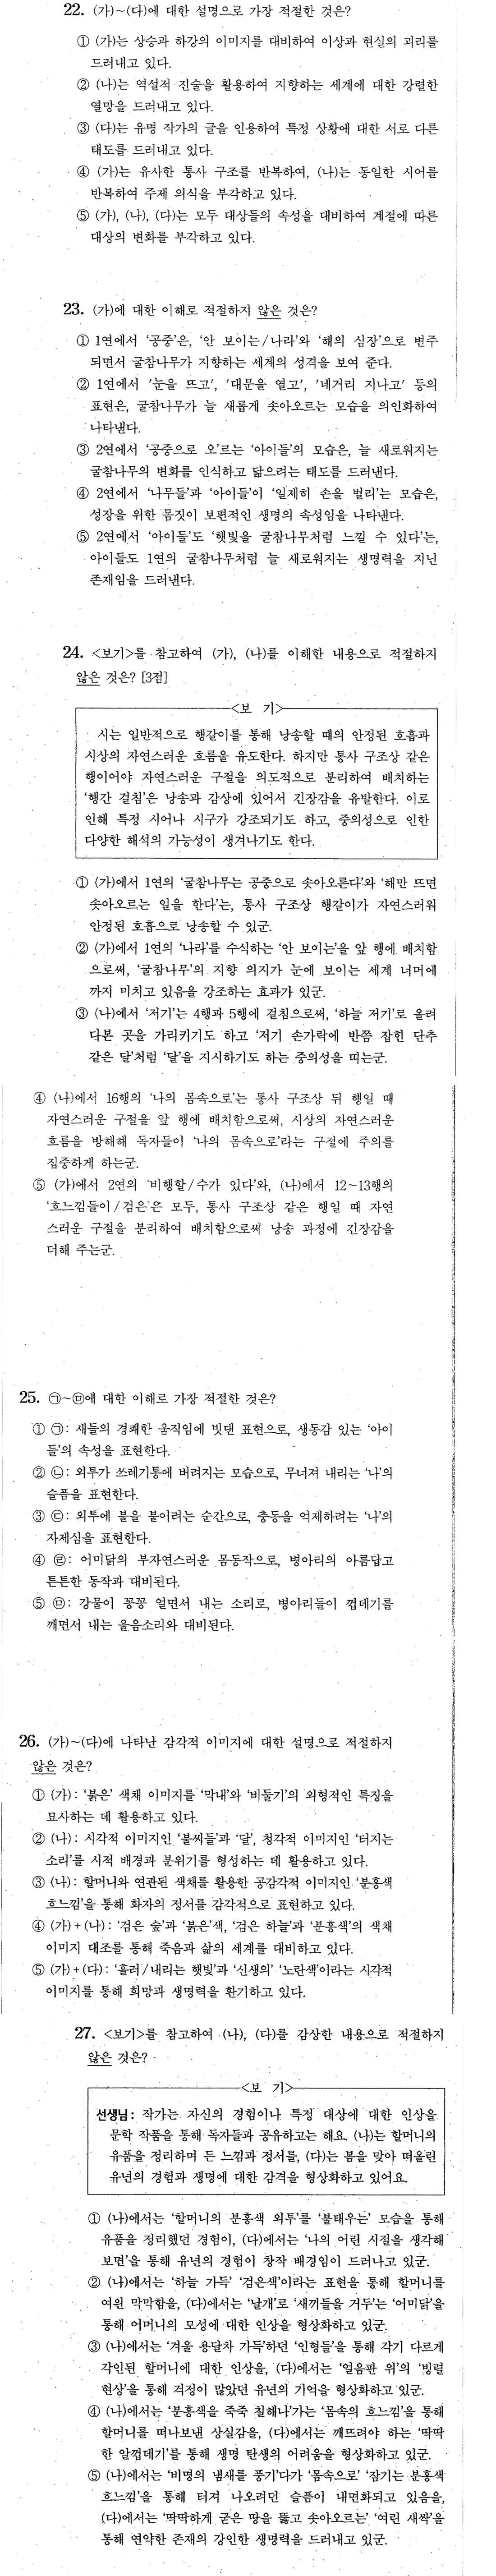 22. (가)~(다)에 대한 설명으로 가장 적절한 것은?
① (가)는 상승과 하강의 이미지를 대비하여 이상과 현실의 괴리를
드러내고 있다.
② (나)는 역설적 진술을 활용하여 지향하는 세계에 대한 강렬한
열망을 드러내고 있다.
③ (다)는 유명 작가의 글을 인용하여 특정 상황에 대한 서로 다른
태도를 드러내고 있다.
④ (가)는 유사한 통사 구조를 반복하여, (나)는 동일한 시어를
반복하여 주제 의식을 부각하고 있다.
⑤ (가), (나), (다)는 모두 대상들의 속성을 대비하여 계절에 따른
대상의 변화를 부각하고 있다.
23. (가)에 대한 이해로 적절하지 않은 것은?
① 1연에서 '공중'은, '안 보이는/나라'와 '해의 심장'으로 변주
되면서 굴참나무가 지향하는 세계의 성격을 보여 준다.
② 1연에서 '눈을 뜨고', '대문을 열고', '네거리 지나고' 등의
표현은, 굴참나무가 늘 새롭게 솟아오르는 모습을 의인화하여
나타낸다.
③ 2연에서 '공중으로 오'르는 '아이들'의 모습은, 늘 새로워지는
굴참나무의 변화를 인식하고 닮으려는 태도를 드러낸다.
④ 2연에서 '나무들'과 '아이들'이 '일제히 손을 벌리'는 모습은,
성장을 위한 몸짓이 보편적인 생명의 속성임을 나타낸다.
⑤ 2연에서 '아이들'도 '햇빛을 굴참나무처럼 느낄 수 있다'는,
아이들도 1연의 굴참나무처럼 늘 새로워지는 생명력을 지닌
존재임을 드러낸다.
24. <보기>를 참고하여 (가), (나)를 이해한 내용으로 적절하지
않은 것은? [3점]
<보 기>
시는 일반적으로 행갈이를 통해 낭송할 때의 안정된 호흡과
시상의 자연스러운 흐름을 유도한다. 하지만 통사 구조상 같은
행이어야 자연스러운 구절을 의도적으로 분리하여 배치하는
'행간 걸침'은 낭송과 감상에 있어서 긴장감을 유발한다. 이로
인해 특정 시어나 시구가 강조되기도 하고, 중의성으로 인한
다양한 해석의 가능성이 생겨나기도 한다.
① (가)에서 1연의 '굴참나무는 공중으로 솟아오른다'와 '해만 뜨면
솟아오르는 일을 한다'는, 통사 구조상 행갈이가 자연스러워
안정된 호흡으로 낭송할 수 있군.
② (가)에서 1연의 '나라'를 수식하는 '안 보이는'을 앞 행에 배치함
으로써, '굴참나무'의 지향 의지가 눈에 보이는 세계 너머에
까지 미치고 있음을 강조하는 효과가 있군.
③ (나)에서 '저기'는 4행과 5행에 걸침으로써, '하늘 저기'로 올려
다본 곳을 가리키기도 하고 '저기 손가락에 반쯤 잡힌 단추
같은 달'처럼 '달'을 지시하기도 하는 중의성을 띠는군.
④ (나)에서 16행의 '나의 몸속으로'는 통사 구조상 뒤 행일 때
자연스러운 구절을 앞 행에 배치함으로써, 시상의 자연스러운
흐름을 방해해 독자들이 '나의 몸속으로'라는 구절에 주의를
집중하게 하는군.
⑤ (가)에서 2연의 '비행할/수가 있다'와, (나)에서 12~13행의
'흐느낌들이/검은'은 모두, 통사 구조상 같은 행일 때 자연
스러운 구절을 분리하여 배치함으로써 낭송 과정에 긴장감을
더해 주는군.
25. ㉠~㉤에 대한 이해로 가장 적절한 것은?
① ㉠: 새들의 경쾌한 움직임에 빗댄 표현으로, 생동감 있는 '아이
들'의 속성을 표현한다.
② ㉡: 외투가 쓰레기통에 버려지는 모습으로, 무너져 내리는 '나'의
슬픔을 표현한다.
③ ㉢: 외투에 불을 붙이려는 순간으로, 충동을 억제하려는 '나'의
자제심을 표현한다.
④ ㉣: 어미닭의 부자연스러운 몸동작으로, 병아리의 아름답고
튼튼한 동작과 대비된다.
⑤ ㉤: 강물이 꽁꽁 얼면서 내는 소리로, 병아리들이 껍데기를
깨면서 내는 울음소리와 대비된다.
26. (가)~(다)에 나타난 감각적 이미지에 대한 설명으로 적절하지
않은 것은?
① (가): '붉은' 색채 이미지를 '막내'와 '비둘기'의 외형적인 특징을
묘사하는 데 활용하고 있다.
② (나): 시각적 이미지인 '불씨들'과 '달', 청각적 이미지인 '터지는
소리'를 시적 배경과 분위기를 형성하는 데 활용하고 있다.
③ (나): 할머니와 연관된 색채를 활용한 공감각적 이미지인 '분홍색
흐느낌'을 통해 화자의 정서를 감각적으로 표현하고 있다.
④ (가)+(나): '검은 숲'과 '붉은'색, '검은 하늘'과 '분홍색'의 색채
이미지 대조를 통해 죽음과 삶의 세계를 대비하고 있다.
⑤ (가)+(다): '흘러/내리는 햇빛'과 '신생의' '노란색'이라는 시각적
이미지를 통해 희망과 생명력을 환기하고 있다.
27. <보기>를 참고하여 (나), (다)를 감상한 내용으로 적절하지
않은 것은?
<보 기>
선생님: 작가는 자신의 경험이나 특정 대상에 대한 인상을
문학 작품을 통해 독자들과 공유하고는 해요. (나)는 할머니의
유품을 정리하며 든 느낌과 정서를, (다)는 봄을 맞아 떠올린
유년의 경험과 생명에 대한 감격을 형상화하고 있어요.
① (나)에서는 '할머니의 분홍색 외투'를 '불태우는' 모습을 통해
유품을 정리했던 경험이, (다)에서는 '나의 어린 시절을 생각해
보면'을 통해 유년의 경험이 창작 배경임이 드러나고 있군.
② (나)에서는 '하늘 가득' '검은색'이라는 표현을 통해 할머니를
여읜 막막함을, (다)에서는 '날개'로 '새끼들을 거두'는 '어미닭'을
통해 어머니의 모성에 대한 인상을 형상화하고 있군.
③ (나)에서는 '겨울 용달차 가득'하던 '인형들'을 통해 각기 다르게
각인된 할머니에 대한 인상을, (다)에서는 '얼음판 위'의 '빙렬
현상'을 통해 걱정이 많았던 유년의 기억을 형상화하고 있군.
④ (나)에서는 '분홍색을 죽죽 칠해나'가는 '몸속의 흐느낌'을 통해
할머니를 떠나보낸 상실감을, (다)에서는 깨뜨려야 하는 '딱딱
한 알껍데기'를 통해 생명 탄생의 어려움을 형상화하고 있군.
⑤ (나)에서는 '비명의 냄새를 풍기'다가 '몸속으로' '잠기는 분홍색
흐느낌'을 통해 터져 나오려던 슬픔이 내면화되고 있음을,
(다)에서는 '딱딱하게 굳은 땅을 뚫고 솟아오르는' '여린 새싹'을
통해 연약한 존재의 강인한 생명력을 드러내고 있군.